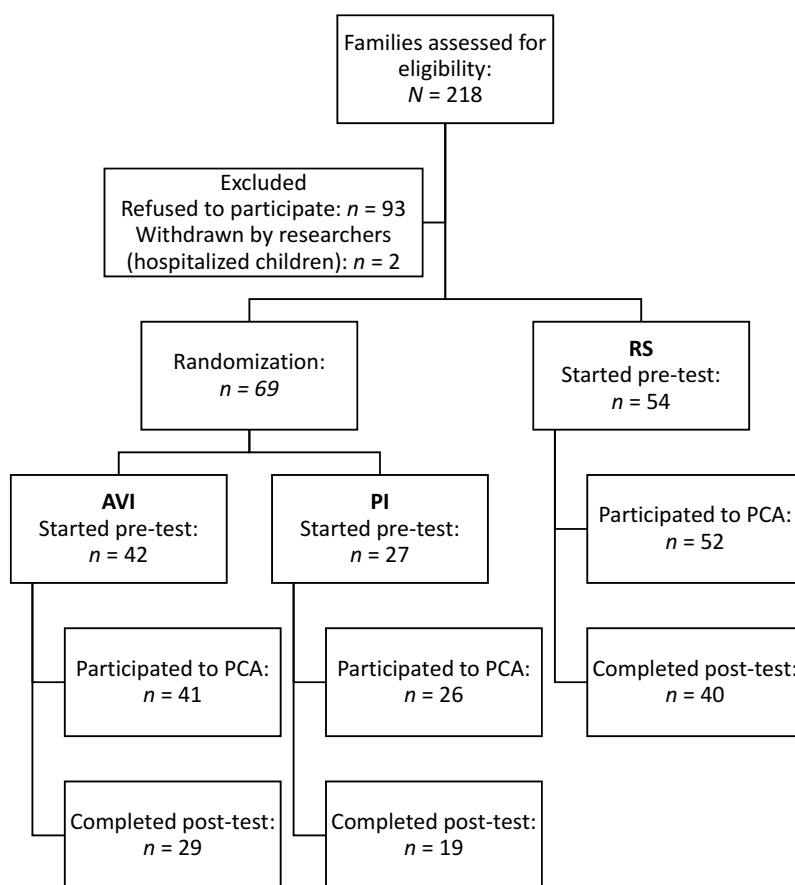 Families assessed for
eligibility:
N = 218
Excluded
Refused to participate: n = 93
Withdrawn by researchers
(hospitalized children): n = 2
Randomization:
n = 69
RS
Started pre-test:
n = 54
AVI
Started pre-test:
n = 42
PI
Started pre-test:
n = 27
Participated to PCA:
n = 52
Participated to PCA:
n = 41
Participated to PCA:
n = 26
Completed post-test:
n = 40
Completed post-test:
n = 29
Completed post-test:
n = 19